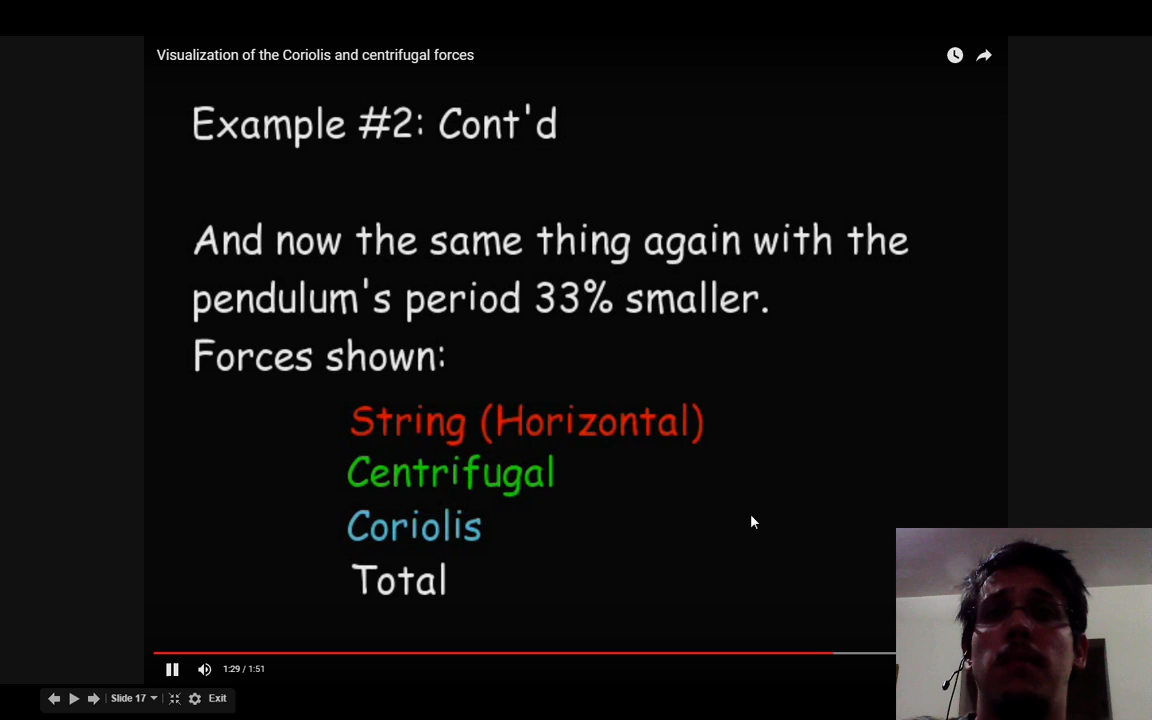 Visualization of the Coriolis and centrifugal forces
Example #2: Cont'd
And now the same thing again with the
pendulum's period 33% smaller.
Forces shown:
String (Horizontal)
Centrifugal
Coriolis
Total
1:29 / 1:51
Slide 17
Exit